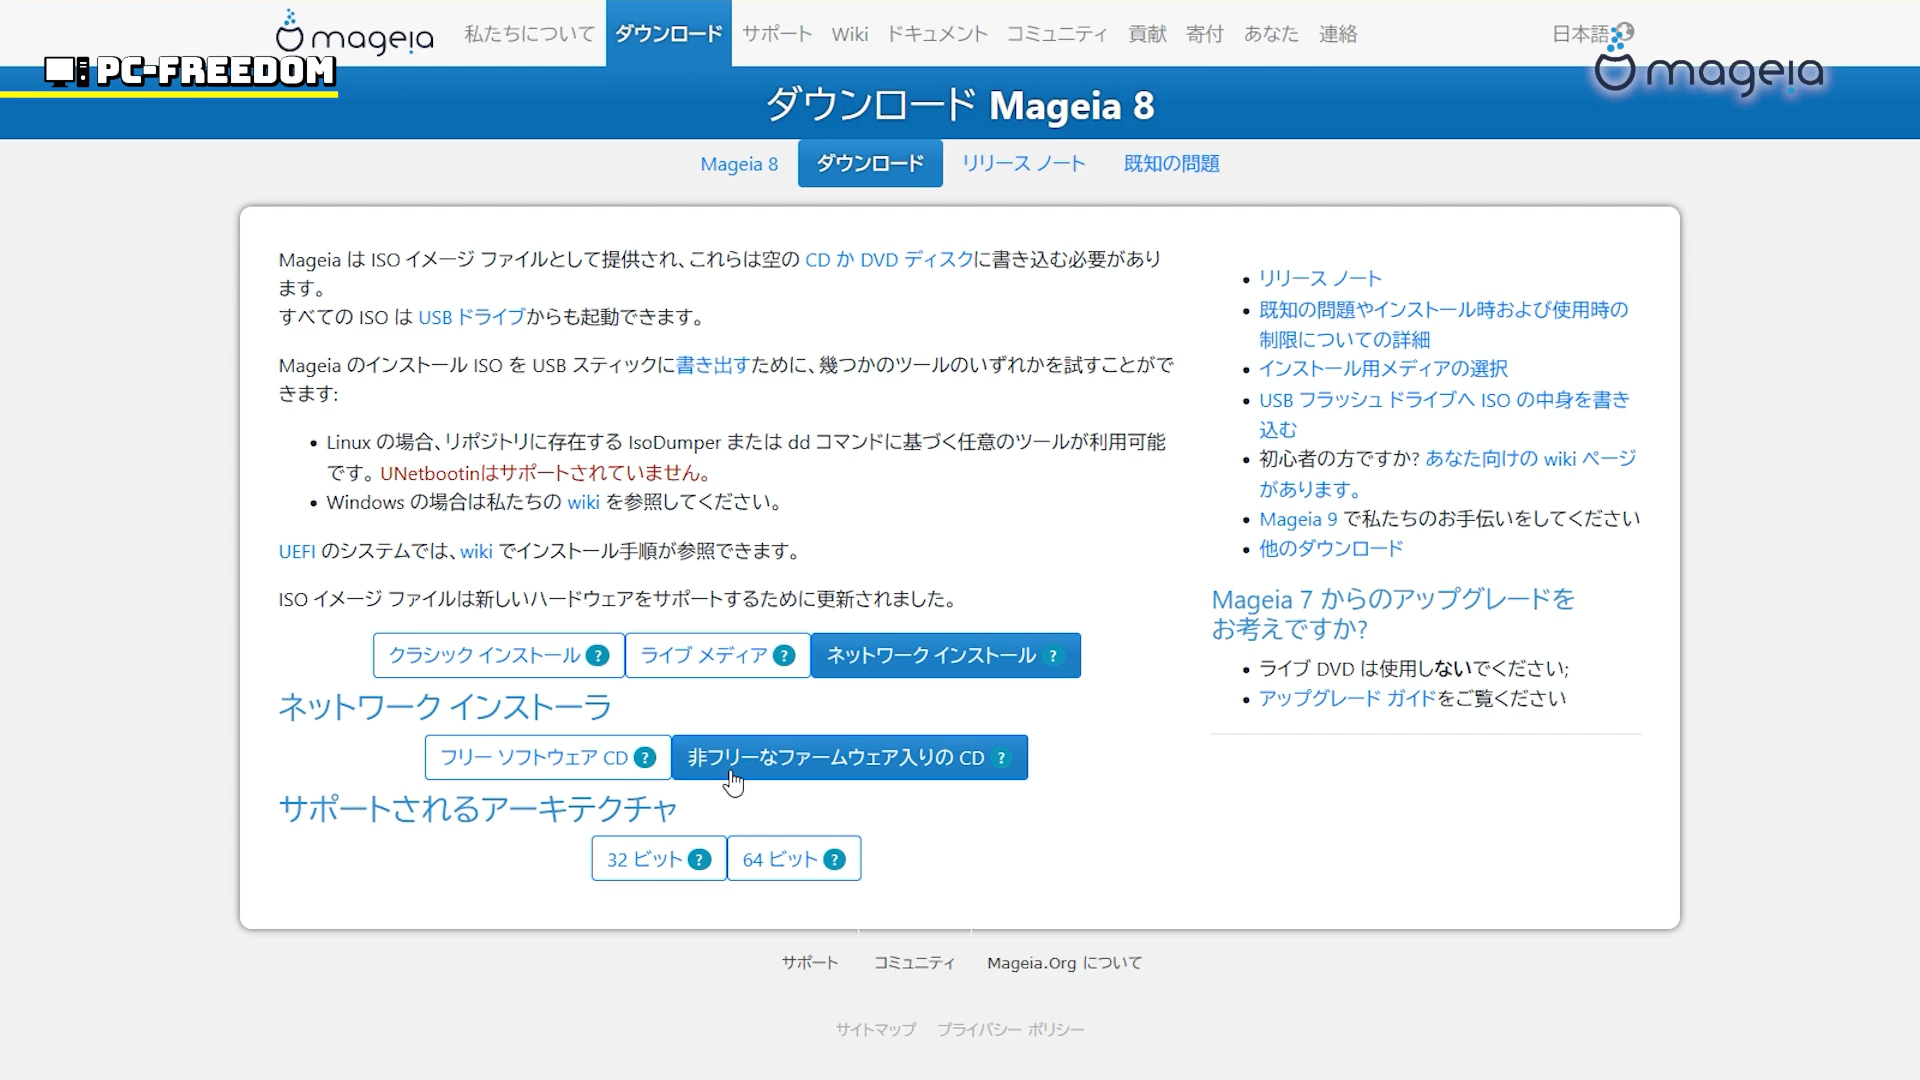 mageia 私たちについて ダウンロード サポート Wiki ドキュメント コミュニティ 貢献 寄付 あなた 連絡 日本語
PC-FREEDOM
mageia
ダウンロード Mageia 8
Mageia 8 ダウンロード リリース ノート 既知の問題
Mageia は ISO イメージ ファイルとして提供され、これらは空の CD か DVD ディスクに書き込む必要があり
ます。
すべての ISO は USB ドライブからも起動できます。
Mageia のインストール ISO を USB スティックに書き出すために、幾つかのツールのいずれかを試すことがで
きます:
• Linux の場合、リポジトリに存在する IsoDumper または dd コマンドに基づく任意のツールが利用可能
です。UNetbootinはサポートされていません。
• Windows の場合は私たちの wiki を参照してください。
UEFI のシステムでは、wiki でインストール手順が参照できます。
ISO イメージ ファイルは新しいハードウェアをサポートするために更新されました。
クラシック インストール ? ライブ メディア ? ネットワーク インストール ?
ネットワーク インストーラ
フリー ソフトウェア CD ? 非フリーなファームウェア入りの CD ?
サポートされるアーキテクチャ
32 ビット ? 64 ビット ?
• リリース ノート
• 既知の問題やインストール時および使用時の
制限についての詳細
• インストール用メディアの選択
• USB フラッシュ ドライブへ ISO の中身を書き
込む
• 初心者の方ですか? あなた向けの wiki ページ
があります。
• Mageia 9 で私たちのお手伝いをしてください
• 他のダウンロード
Mageia 7 からのアップグレードを
お考えですか?
• ライブ DVD は使用しないでください;
• アップグレード ガイドをご覧ください
サポート コミュニティ Mageia.Org について
サイトマップ プライバシー ポリシー